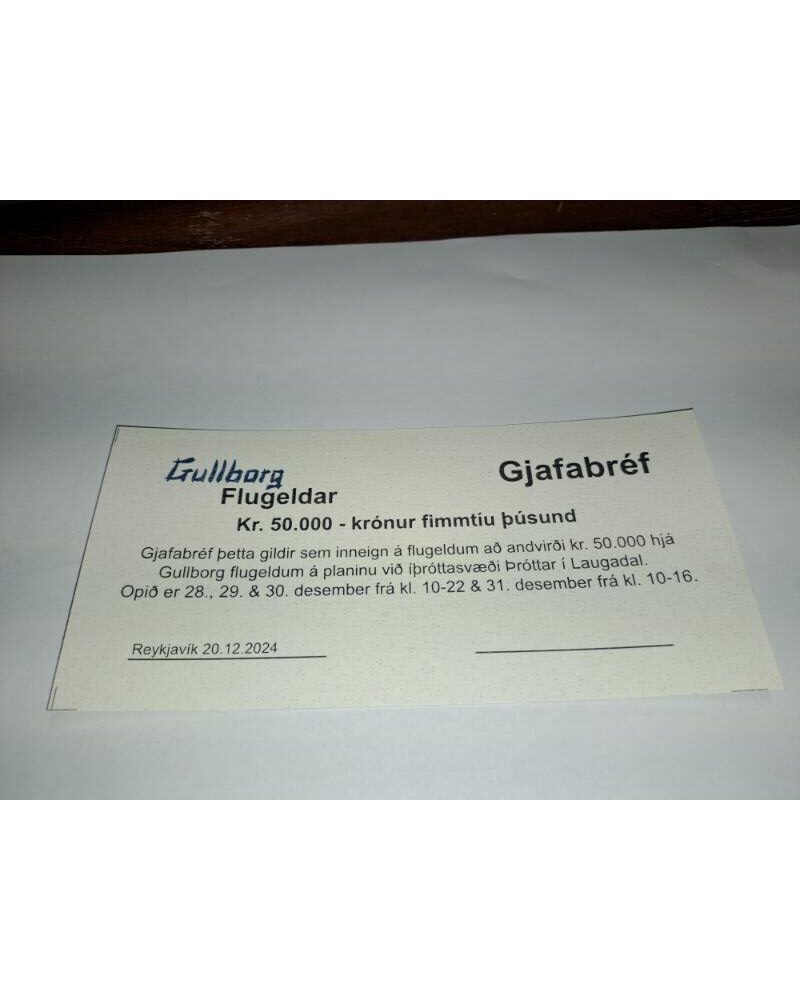 Gullborg
Flugeldar
Gjafabréf
Kr. 50.000 - krónur fimmtíu þúsund
Gjafabréf þetta gildir sem inneign á flugeldum að andvirði kr. 50.000 hjá
Gullborg flugeldum á planinu við íþróttasvæði Þróttar í Laugadal.
Opið er 28., 29. & 30. desember frá kl. 10-22 & 31. desember frá kl. 10-16.
Reykjavík 20.12.2024